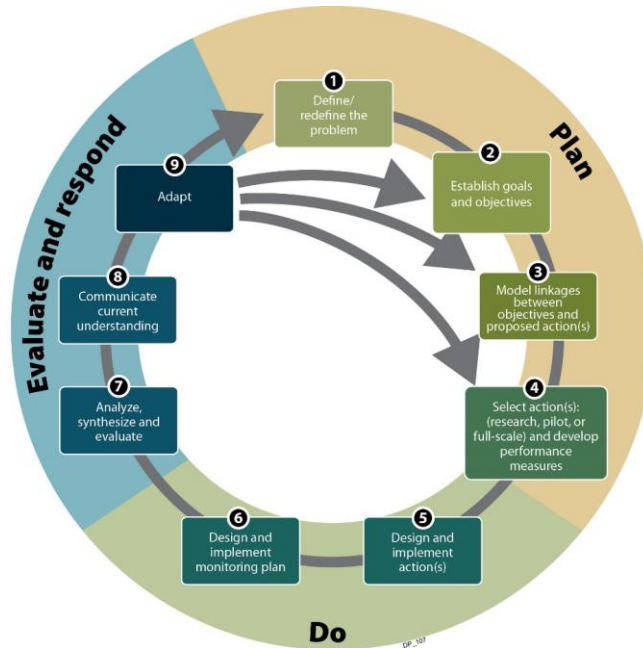 Plan
1
Define/
redefine the
problem
2
Establish goals
and objectives
3
Model linkages
between
objectives and
proposed action(s)
4
Select action(s):
(research, pilot, or
full-scale) and develop
performance
measures
Do
5
Design and
implement
action(s)
6
Design and
implement
monitoring plan
Evaluate and respond
7
Analyze,
synthesize and
evaluate
8
Communicate
current
understanding
9
Adapt
DP_107